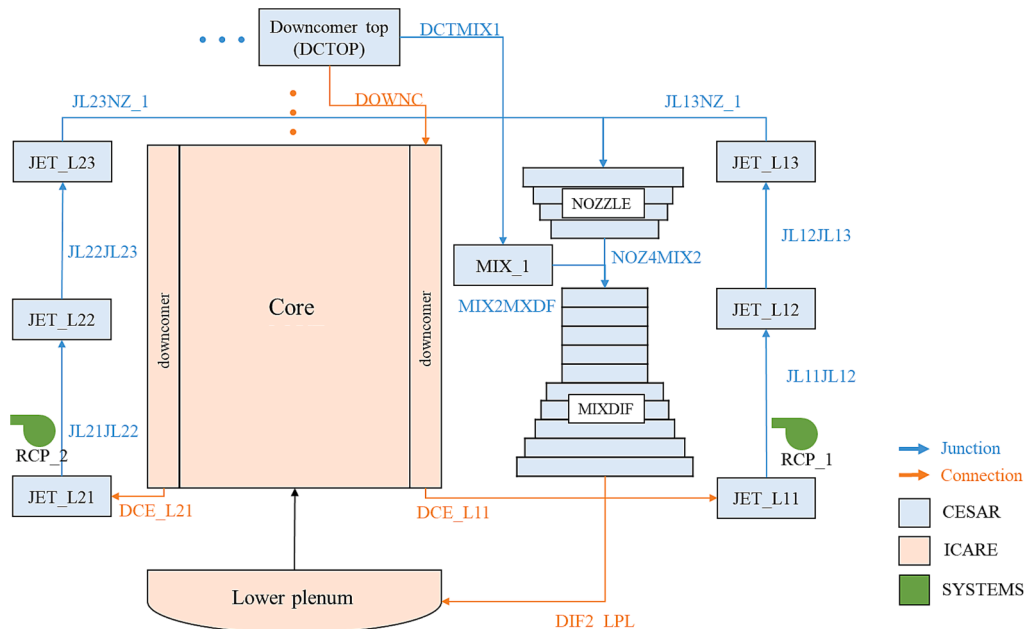 Downcomer top
(DCTOP)
DCTMIX1
DOWNC
JL23NZ_1
JL13NZ_1
JET_L23
JET_L13
NOZZLE
JL22JL23
JL12JL13
NOZ4MIX2
MIX_1
MIX2MXDF
Core
downcomer
downcomer
JET_L22
JET_L12
JL11JL12
MIXDIF
JL21JL22
RCP_2
RCP_1
JET_L21
JET_L11
DCE_L21
DCE_L11
Lower plenum
DIF2_LPL
Junction
Connection
CESAR
ICARE
SYSTEMS